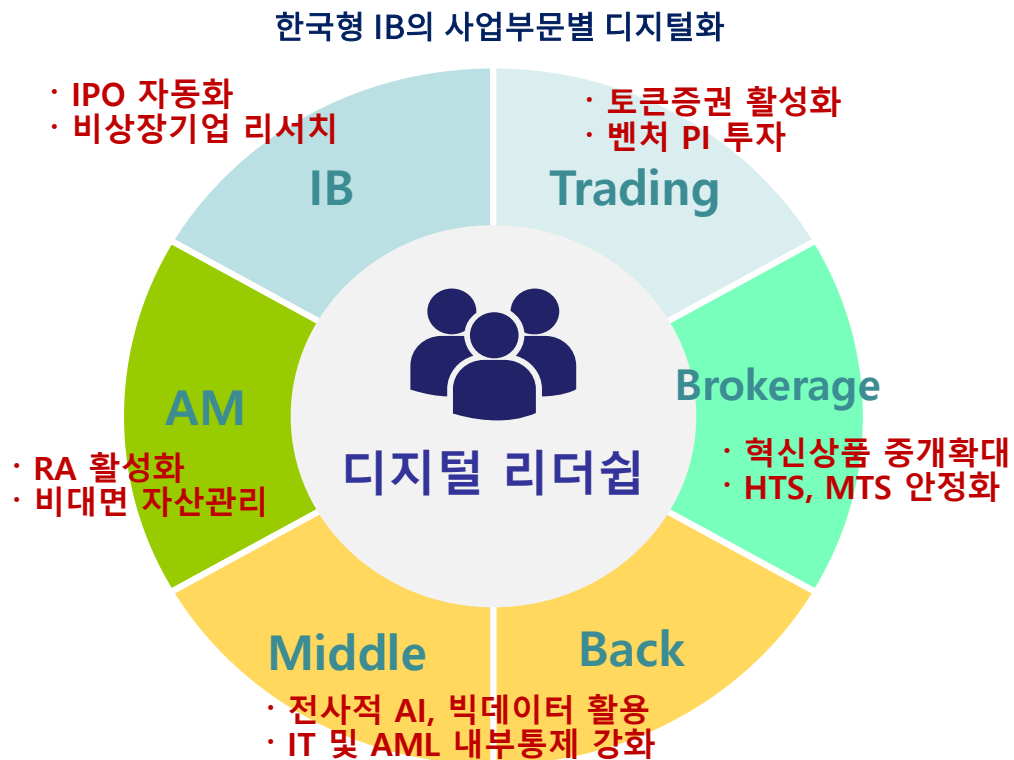 한국형 IB의 사업부문별 디지털화
· IPO 자동화
· 비상장기업 리서치
IB
· 토큰증권 활성화
· 벤처 PI 투자
Trading
Brokerage
· 혁신상품 중개확대
· HTS, MTS 안정화
AM
· RA 활성화
· 비대면 자산관리
디지털 리더쉽
Middle
Back
· 전사적 AI, 빅데이터 활용
· IT 및 AML 내부통제 강화